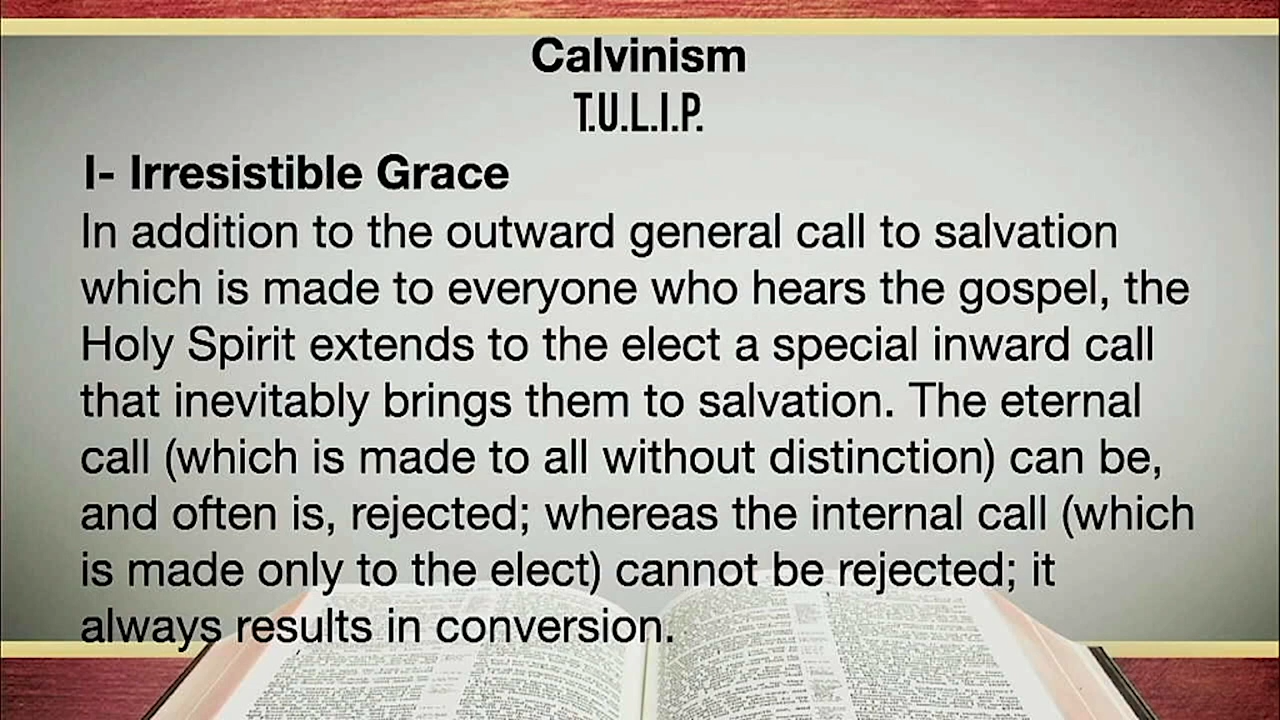 Calvinism
T.U.L.I.P.
I- Irresistible Grace
In addition to the outward general call to salvation
which is made to everyone who hears the gospel, the
Holy Spirit extends to the elect a special inward call
that inevitably brings them to salvation. The eternal
call (which is made to all without distinction) can be,
and often is, rejected; whereas the internal call (which
is made only to the elect) cannot be rejected; it
always results in conversion.